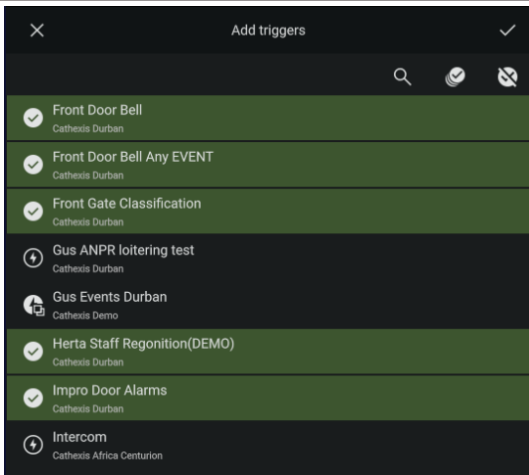 Add triggers
Front Door Bell
Cathexis Durban
Front Door Bell Any EVENT
Cathexis Durban
Front Gate Classification
Cathexis Durban
Gus ANPR loitering test
Cathexis Durban
Gus Events Durban
Cathexis Demo
Herta Staff Regonition(DEMO)
Cathexis Durban
Impro Door Alarms
Cathexis Durban
Intercom
Cathexis Africa Centurion